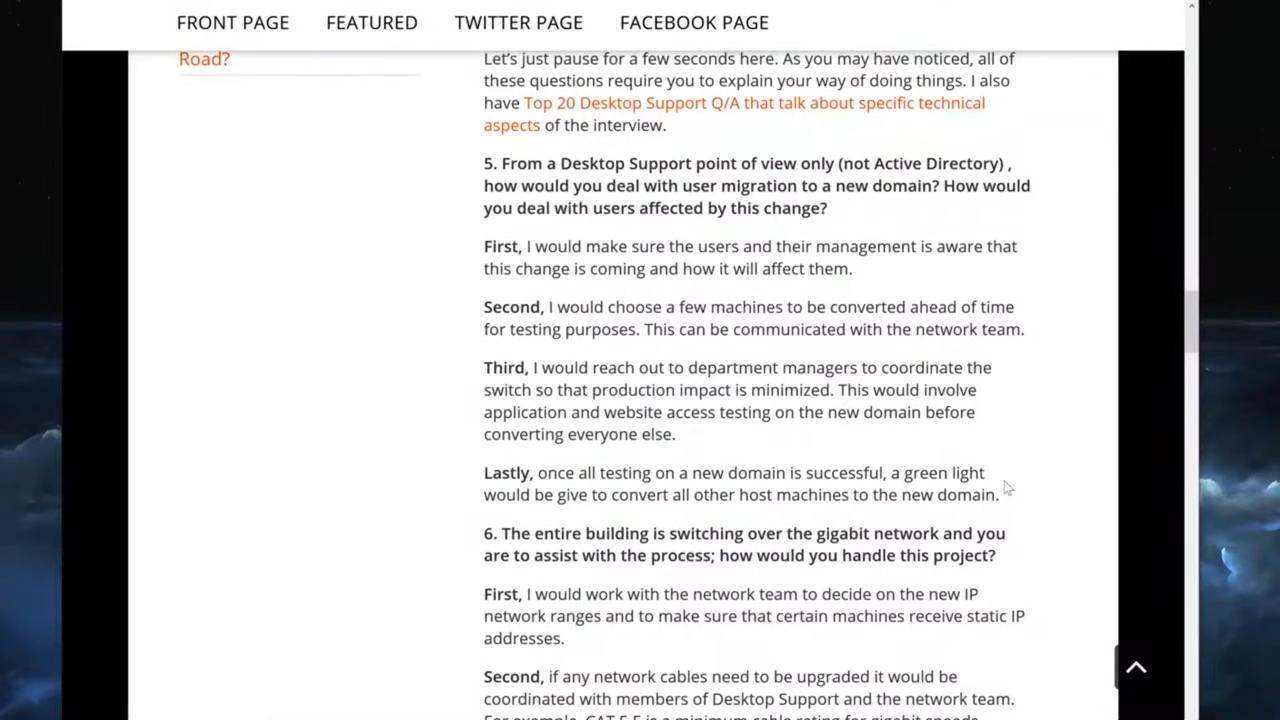 FRONT PAGE FEATURED TWITTER PAGE FACEBOOK PAGE
Road?
Let's just pause for a few seconds here. As you may have noticed, all of
these questions require you to explain your way of doing things. I also
have Top 20 Desktop Support Q/A that talk about specific technical
aspects of the interview.
5. From a Desktop Support point of view only (not Active Directory) ,
how would you deal with user migration to a new domain? How would
you deal with users affected by this change?
First, I would make sure the users and their management is aware that
this change is coming and how it will affect them.
Second, I would choose a few machines to be converted ahead of time
for testing purposes. This can be communicated with the network team.
Third, I would reach out to department managers to coordinate the
switch so that production impact is minimized. This would involve
application and website access testing on the new domain before
converting everyone else.
Lastly, once all testing on a new domain is successful, a green light
would be give to convert all other host machines to the new domain.
6. The entire building is switching over the gigabit network and you
are to assist with the process; how would you handle this project?
First, I would work with the network team to decide on the new IP
network ranges and to make sure that certain machines receive static IP
addresses.
Second, if any network cables need to be upgraded it would be
coordinated with members of Desktop Support and the network team.
For example, CAT 5 E is a minimum cable rating for gigabit speeds.